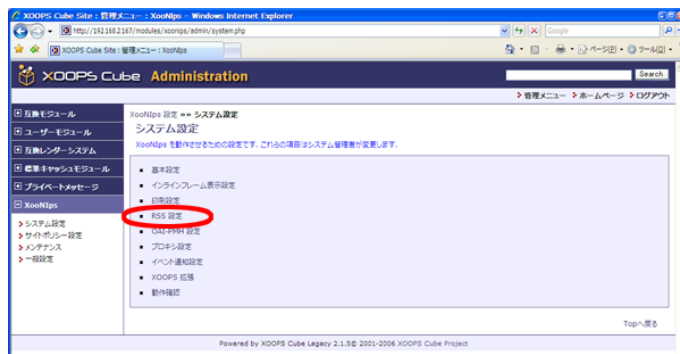 XOOPS Cube Site : 管理メニュー : XooNIps - Windows Internet Explorer
http://192.168.2.167/modules/xoonips/admin/system.php
Google
XOOPS Cube Site : 管理メニュー : XooNIps
ページ(P) ツール(O)
XOOPS Cube Administration
Search
管理メニュー ホームページ ログアウト
互換モジュール
ユーザーモジュール
互換レンダーシステム
標準キャッシュモジュール
プライベートメッセージ
XooNIps
システム設定
サイトポリシー設定
メンテナンス
一般設定
XooNIps 設定 »» システム設定
システム設定
XooNIps を動作させるための設定です. これらの項目はシステム管理者が変更します.
基本設定
インラインフレーム表示設定
印刷設定
RSS 設定
OAI-PMH 設定
プロキシ設定
イベント通知設定
XOOPS 拡張
動作確認
Topへ戻る
Powered by XOOPS Cube Legacy 2.1.5© 2001-2006 XOOPS Cube Project